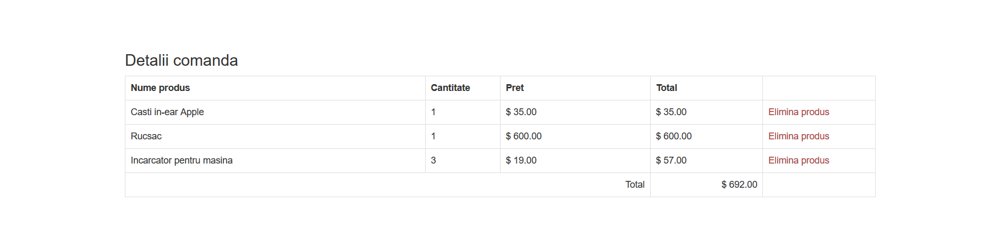 Detalii comanda
Nume produs Cantitate Pret Total
Casti in-ear Apple 1 $ 35.00 $ 35.00 Elimina produs
Rucsac 1 $ 600.00 $ 600.00 Elimina produs
Incarcator pentru masina 3 $ 19.00 $ 57.00 Elimina produs
Total $ 692.00